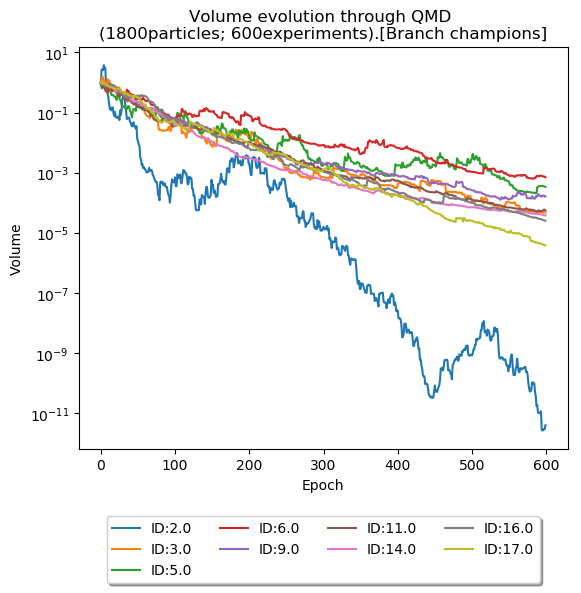 Volume evolution through QMD
(1800particles; 600experiments).[Branch champions]
10¹
10⁻¹
10⁻³
10⁻⁵
10⁻⁷
10⁻⁹
10⁻¹¹
Volume
0 100 200 300 400 500 600
Epoch
ID:2.0 ID:6.0 ID:11.0 ID:16.0
ID:3.0 ID:9.0 ID:14.0 ID:17.0
ID:5.0